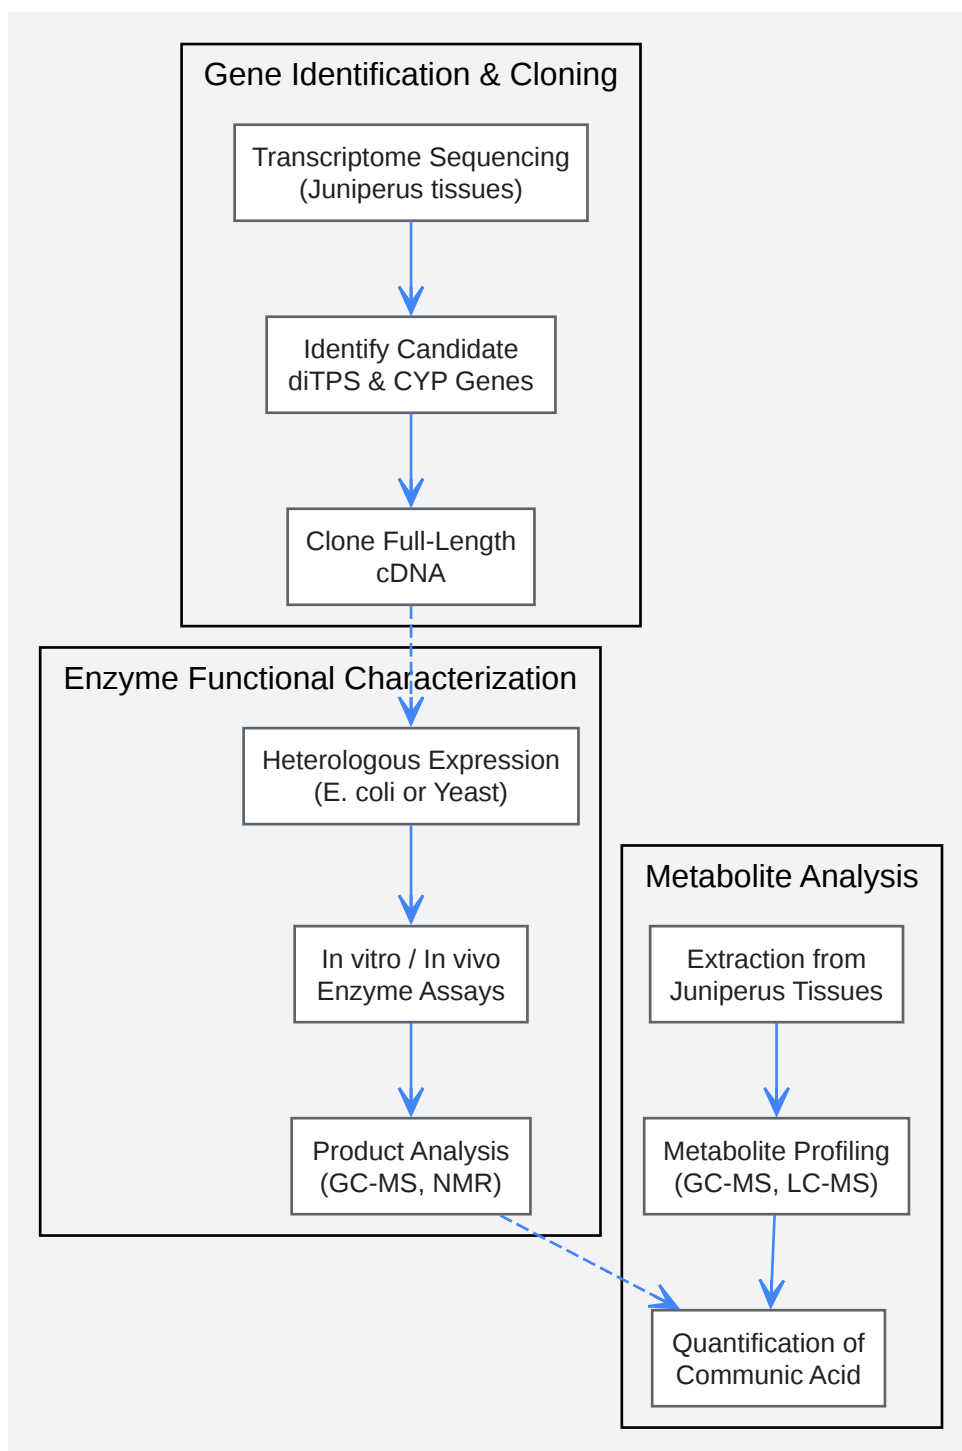 Gene Identification & Cloning
Transcriptome Sequencing
(Juniperus tissues)
Identify Candidate
diTPS & CYP Genes
Clone Full-Length
cDNA
Enzyme Functional Characterization
Heterologous Expression
(E. coli or Yeast)
In vitro / In vivo
Enzyme Assays
Product Analysis
(GC-MS, NMR)
Metabolite Analysis
Extraction from
Juniperus Tissues
Metabolite Profiling
(GC-MS, LC-MS)
Quantification of
Communic Acid